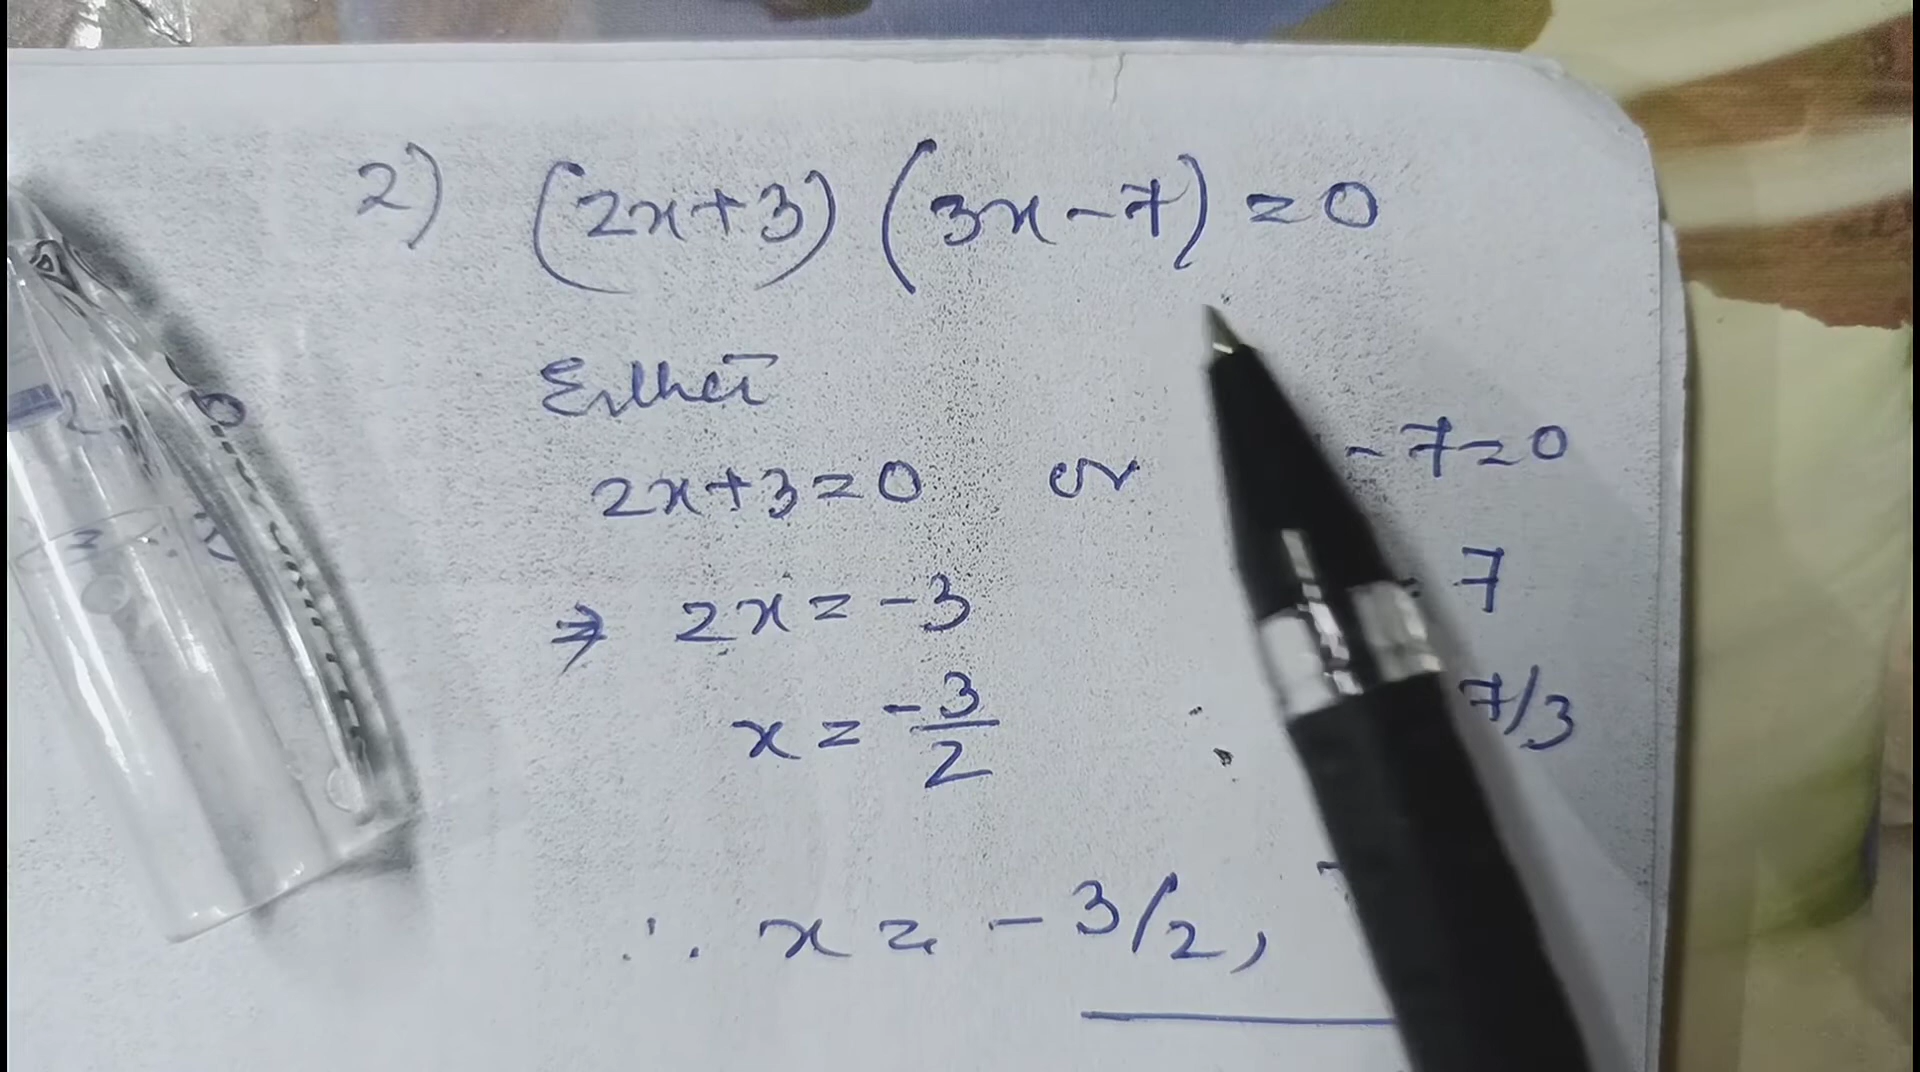 2) (2x+3) (3x-7) = 0
Either
2x+3=0 or - 7=0
⇒ 2x = -3 7
x = -3/2 7/3
∴ x = - 3/2,